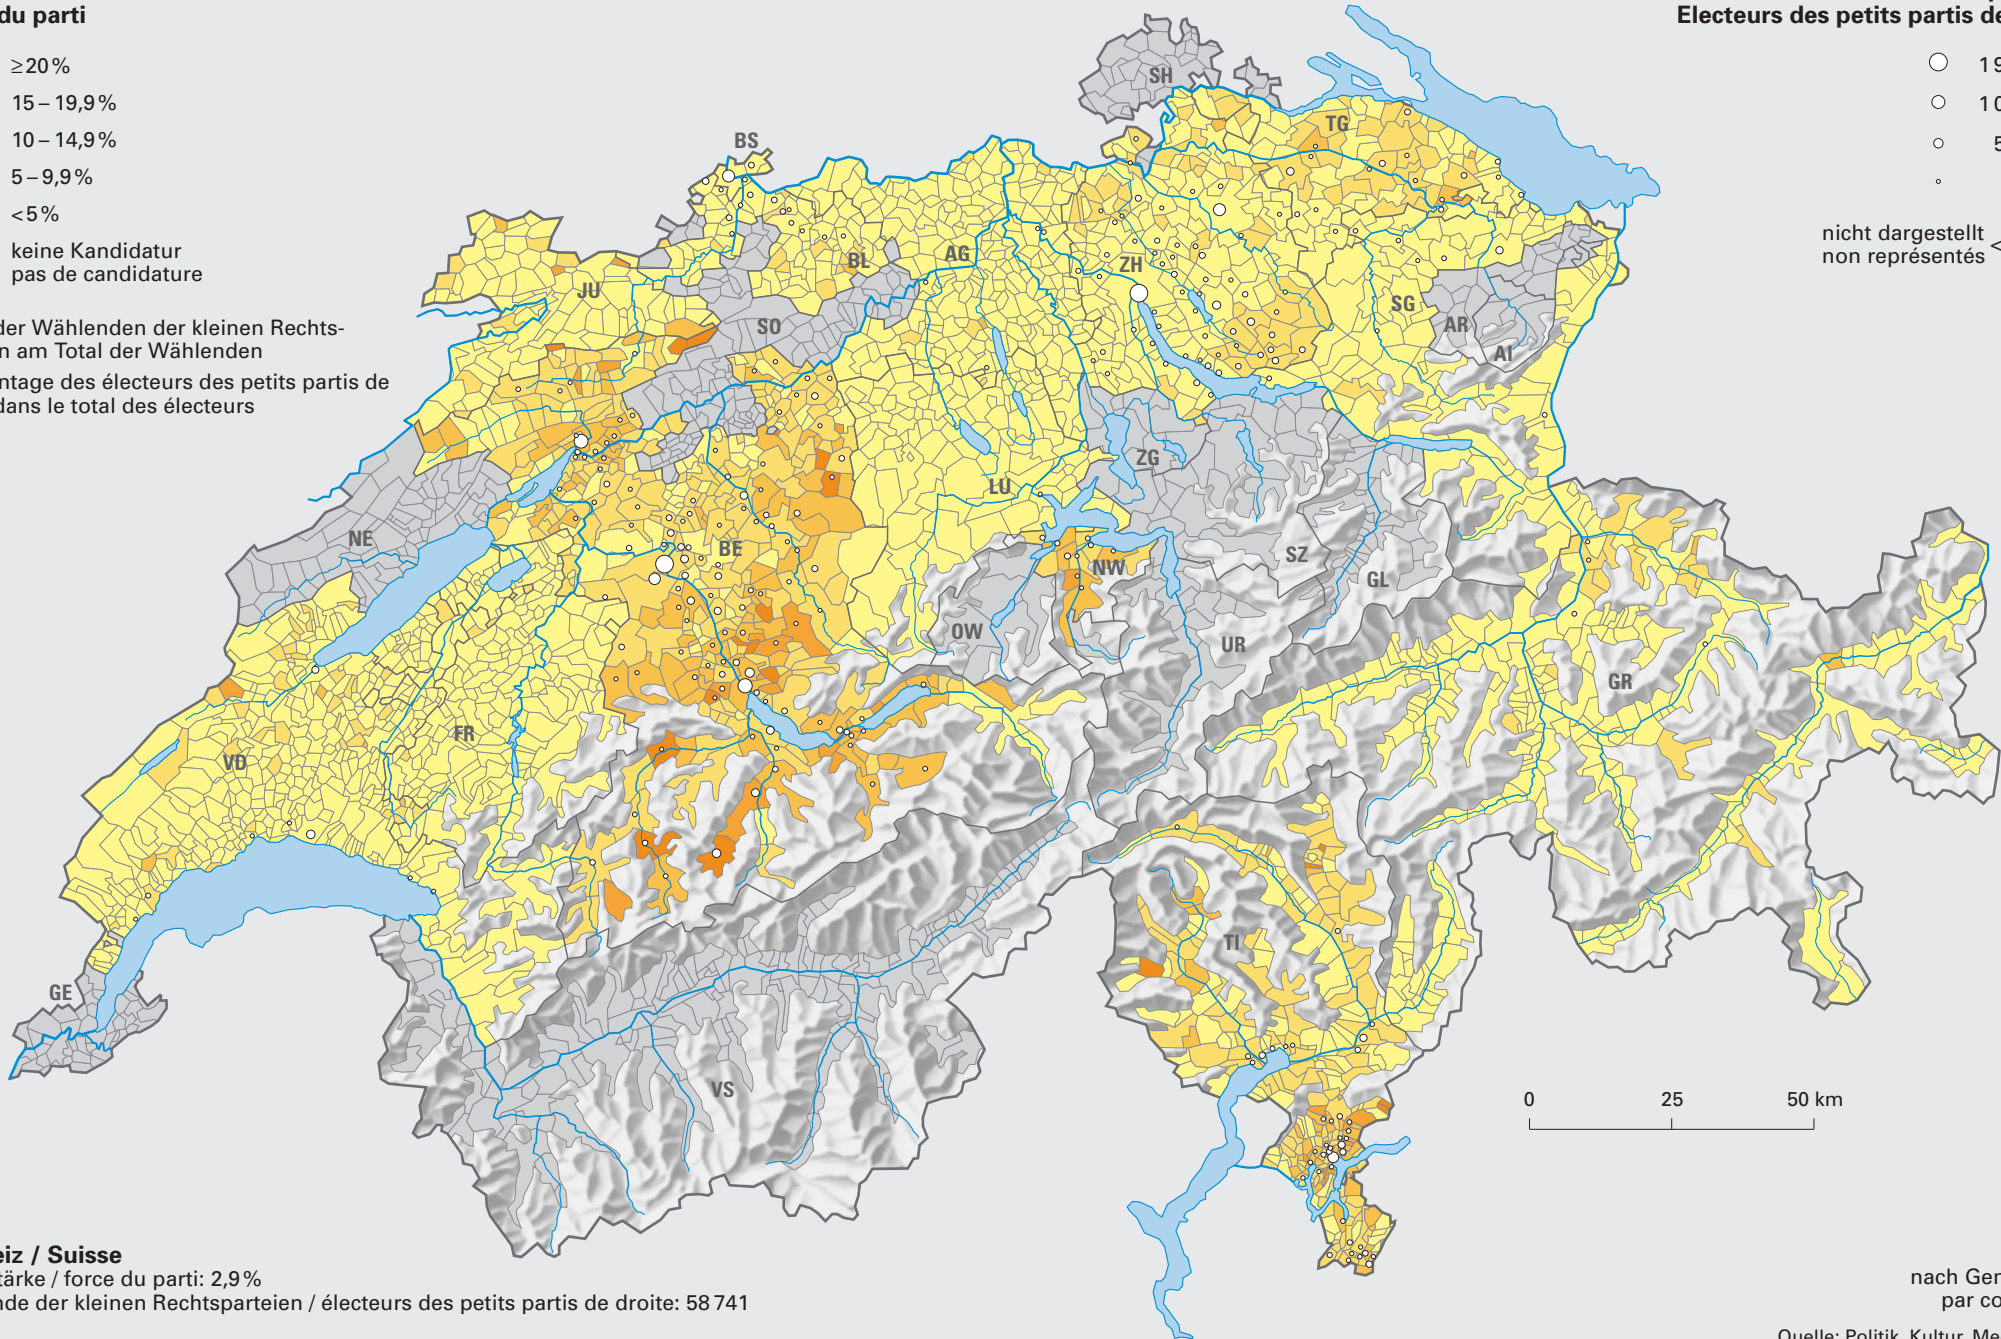 du parti
≥20%
15–19,9%
10–14,9%
5–9,9%
<5%
keine Kandidatur
pas de candidature
der Wählenden der kleinen Rechts-
n am Total der Wählenden
ntage des électeurs des petits partis de
dans le total des électeurs
Electeurs des petits partis de
19
10
5
nicht dargestellt <
non représentés
SH
BS
TG
BL
AG
ZH
JU
SO
SG
AR
AI
ZG
LU
NE
BE
NW
SZ
GL
OW
UR
GR
FR
VD
TI
GE
VS
0 25 50 km
eiz / Suisse
tärke / force du parti: 2,9%
nde der kleinen Rechtsparteien / électeurs des petits partis de droite: 58 741
nach Ger
par co
Quelle: Politik, Kultur, Me